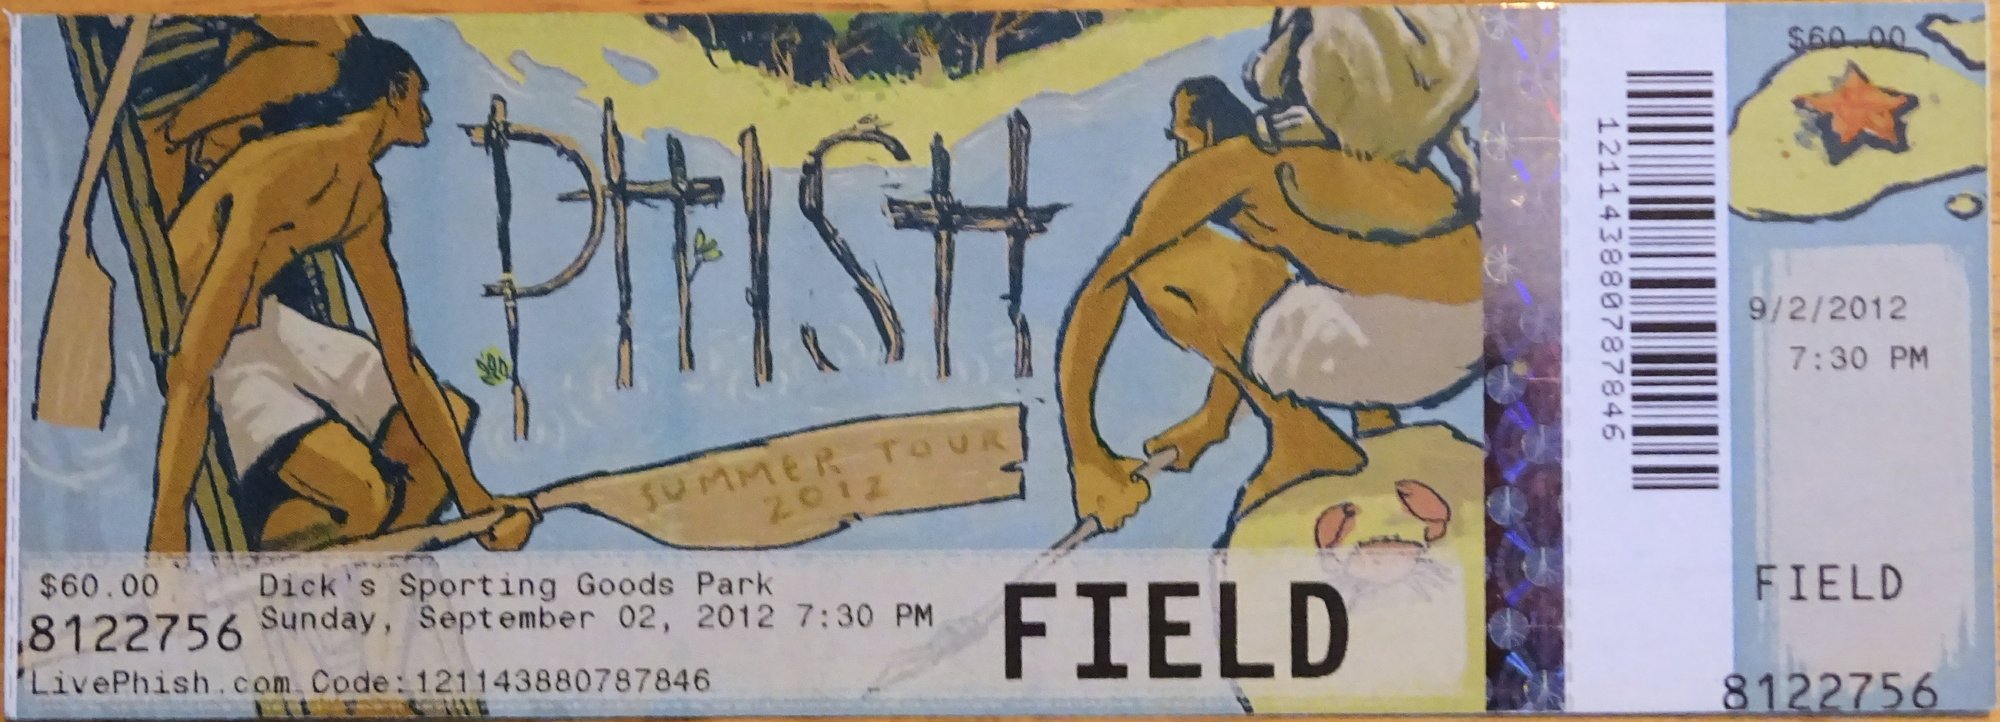 PHISH
SUMMER TOUR
2012
$60.00
Dick's Sporting Goods Park
8122756
Sunday, September 02, 2012 7:30 PM
LivePhish.com Code:121143880787846
FIELD
121143880787846
$60.00
9/2/2012
7:30 PM
FIELD
8122756